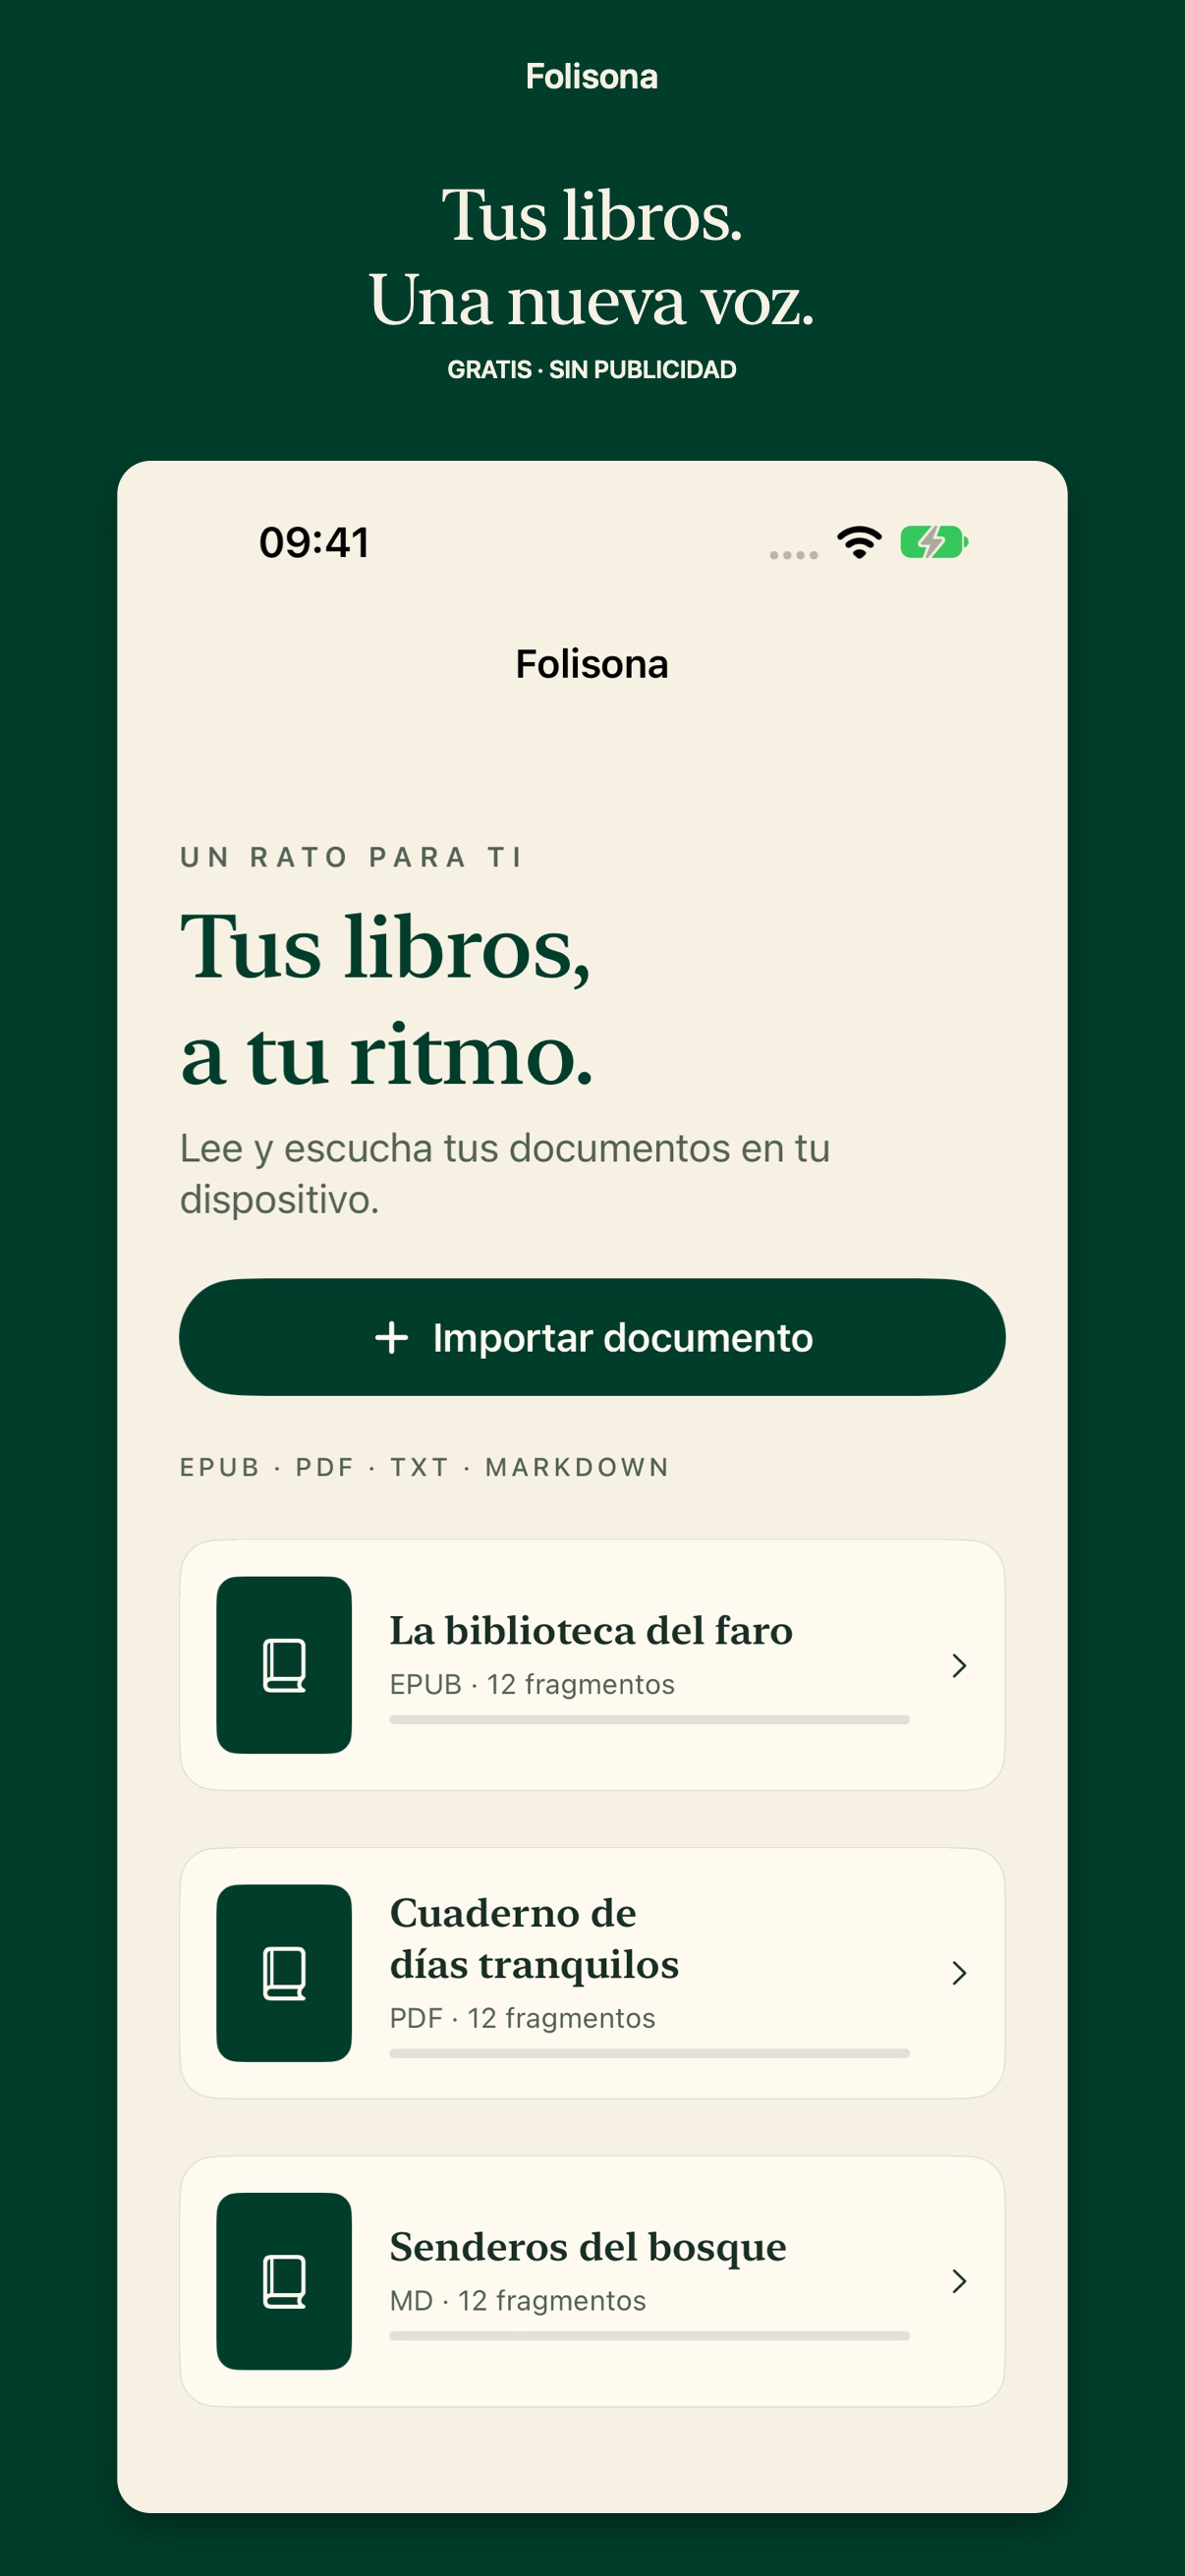 Folisona
Tus libros.
Una nueva voz.
GRATIS · SIN PUBLICIDAD
09:41
Folisona
UN RATO PARA TI
Tus libros,
a tu ritmo.
Lee y escucha tus documentos en tu
dispositivo.
+ Importar documento
EPUB · PDF · TXT · MARKDOWN
La biblioteca del faro
EPUB · 12 fragmentos
Cuaderno de
días tranquilos
PDF · 12 fragmentos
Senderos del bosque
MD · 12 fragmentos